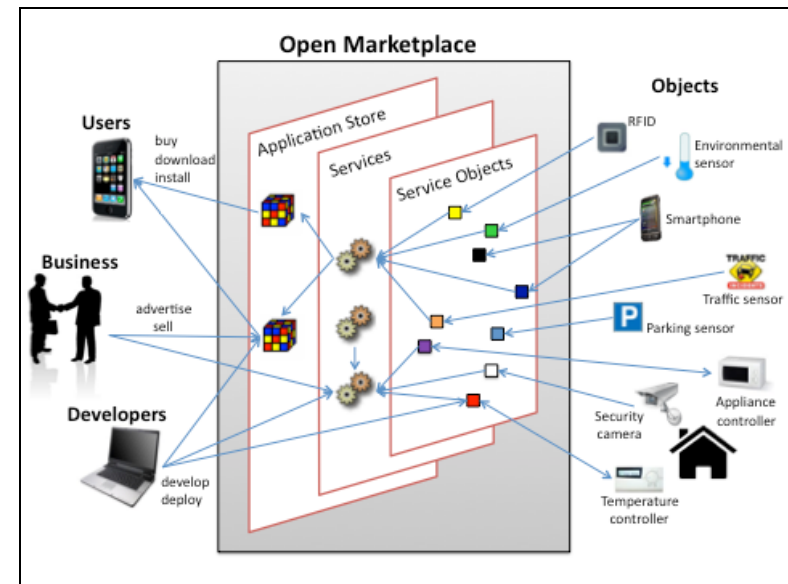 Open Marketplace
Users
buy
download
install
Business
advertise
sell
Developers
develop
deploy
Application Store
Services
Service Objects
Objects
RFID
Environmental
sensor
Smartphone
TRAFFIC
Traffic sensor
P
Parking sensor
Appliance
controller
Security
camera
Temperature
controller